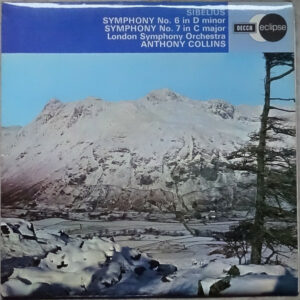 SIBELIUS
SYMPHONY No. 6 in D minor
SYMPHONY No. 7 in C major
London Symphony Orchestra
ANTHONY COLLINS
DECCA
eclipse